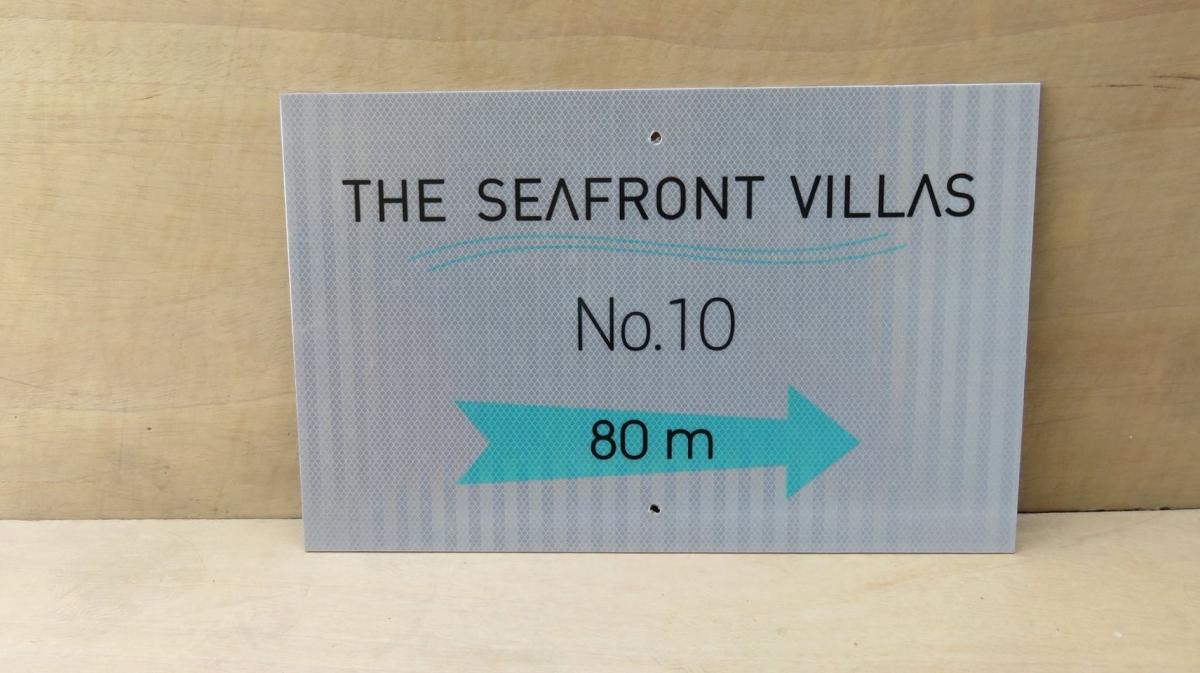 THE SEAFRONT VILLAS
No.10
80 m